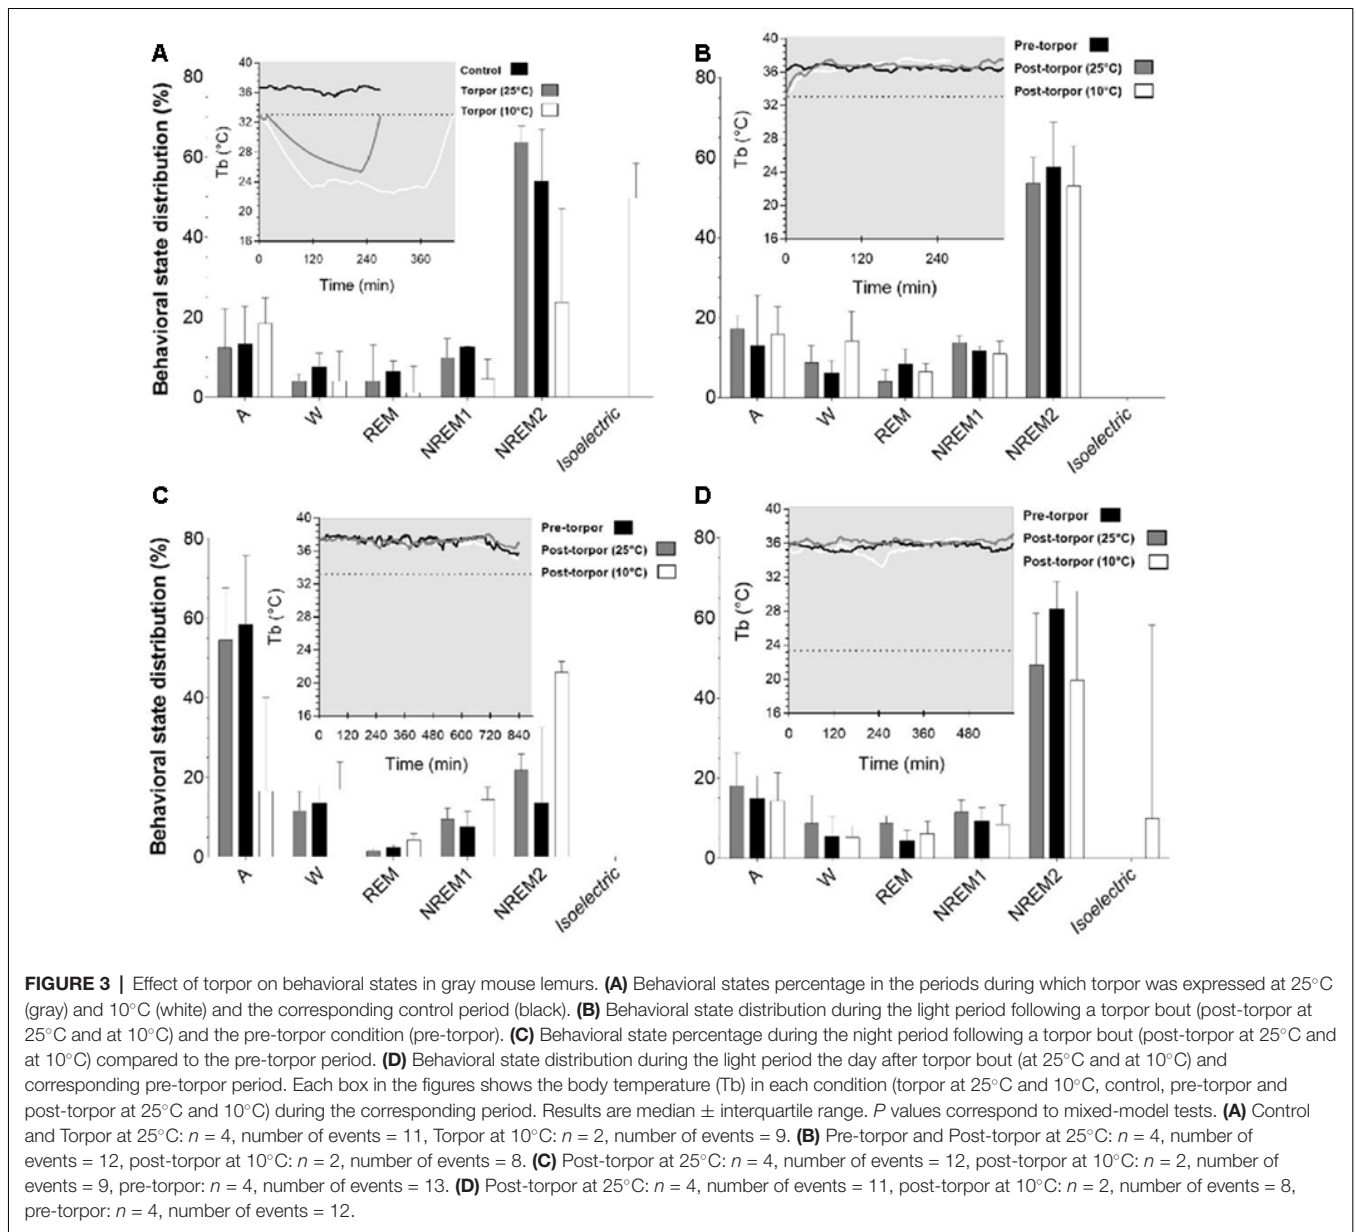 A
Behavioral state distribution (%)
80
60
40
20
0
40
36
32
28
24
20
16
Tb (°C)
0 120 240 360
Time (min)
Control
Torpor (25°C)
Torpor (10°C)
A W REM NREM1 NREM2 Isoelectric
B
80
60
40
20
0
40
36
32
28
24
20
16
Tb (°C)
0 120 240
Time (min)
Pre-torpor
Post-torpor (25°C)
Post-torpor (10°C)
A W REM NREM1 NREM2 Isoelectric
C
Behavioral state distribution (%)
80
60
40
20
0
40
36
32
28
24
20
16
Tb (°C)
0 120 240 360 480 600 720 840
Time (min)
Pre-torpor
Post-torpor (25°C)
Post-torpor (10°C)
A W REM NREM1 NREM2 Isoelectric
D
80
60
40
20
0
40
36
32
28
24
20
16
Tb (°C)
0 120 240 360 480
Time (min)
Pre-torpor
Post-torpor (25°C)
Post-torpor (10°C)
A W REM NREM1 NREM2 Isoelectric
FIGURE 3 | Effect of torpor on behavioral states in gray mouse lemurs. (A) Behavioral states percentage in the periods during which torpor was expressed at 25°C
(gray) and 10°C (white) and the corresponding control period (black). (B) Behavioral state distribution during the light period following a torpor bout (post-torpor at
25°C and at 10°C) and the pre-torpor condition (pre-torpor). (C) Behavioral state percentage during the night period following a torpor bout (post-torpor at 25°C and
at 10°C) compared to the pre-torpor period. (D) Behavioral state distribution during the light period the day after torpor bout (at 25°C and at 10°C) and
corresponding pre-torpor period. Each box in the figures shows the body temperature (Tb) in each condition (torpor at 25°C and 10°C, control, pre-torpor and
post-torpor at 25°C and 10°C) during the corresponding period. Results are median ± interquartile range. P values correspond to mixed-model tests. (A) Control
and Torpor at 25°C: n = 4, number of events = 11, Torpor at 10°C: n = 2, number of events = 9. (B) Pre-torpor and Post-torpor at 25°C: n = 4, number of
events = 12, post-torpor at 10°C: n = 2, number of events = 8. (C) Post-torpor at 25°C: n = 4, number of events = 12, post-torpor at 10°C: n = 2, number of
events = 9, pre-torpor: n = 4, number of events = 13. (D) Post-torpor at 25°C: n = 4, number of events = 11, post-torpor at 10°C: n = 2, number of events = 8,
pre-torpor: n = 4, number of events = 12.